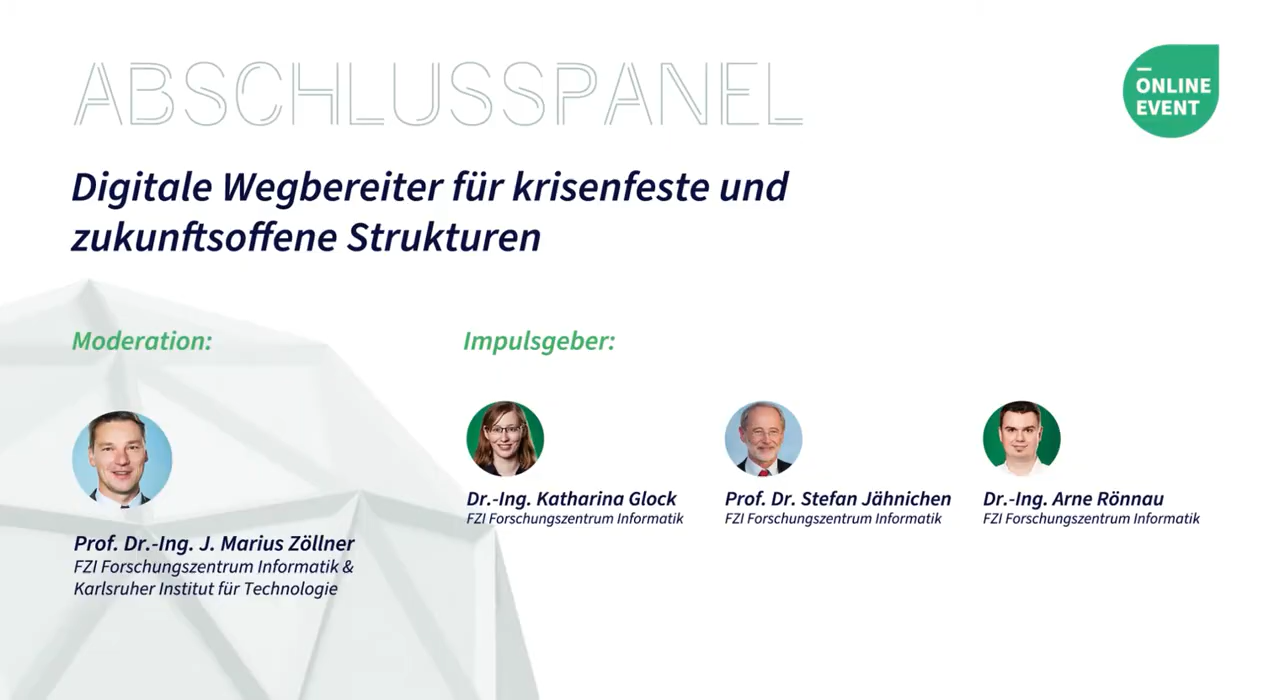 ABSCHLUSSPANEL
ONLINE
EVENT
Digitale Wegbereiter für krisenfeste und
zukunftsoffene Strukturen
Moderation:
Impulsgeber:
Prof. Dr.-Ing. J. Marius Zöllner
FZI Forschungszentrum Informatik &
Karlsruher Institut für Technologie
Dr.-Ing. Katharina Glock
FZI Forschungszentrum Informatik
Prof. Dr. Stefan Jähnichen
FZI Forschungszentrum Informatik
Dr.-Ing. Arne Rönnau
FZI Forschungszentrum Informatik